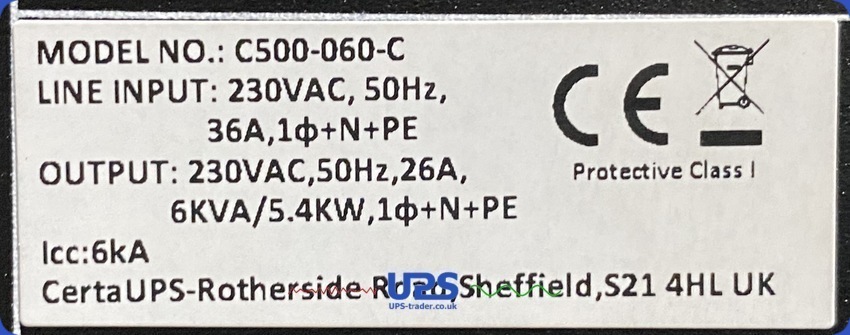 MODEL NO.: C500-060-C
LINE INPUT: 230VAC, 50Hz,
36A,1ф+N+PE
OUTPUT: 230VAC,50Hz,26A,
6KVA/5.4KW,1ф+N+PE
Icc:6kA
CertaUPS-Rotherside Road,Sheffield,S21 4HL UK
CE
Protective Class I
UPS
UPS-trader.co.uk